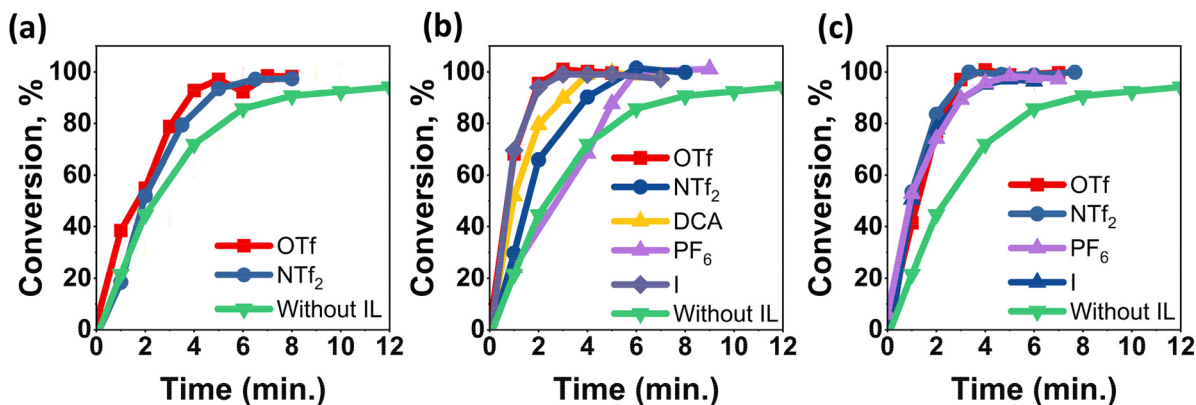 (a)
Conversion, %
100
80
60
40
20
0
0 2 4 6 8 10 12
Time (min.)
OTf
NTf₂
Without IL
(b)
Conversion, %
100
80
60
40
20
0
0 2 4 6 8 10 12
Time (min.)
OTf
NTf₂
DCA
PF₆
I
Without IL
(c)
Conversion, %
100
80
60
40
20
0
0 2 4 6 8 10 12
Time (min.)
OTf
NTf₂
PF₆
I
Without IL